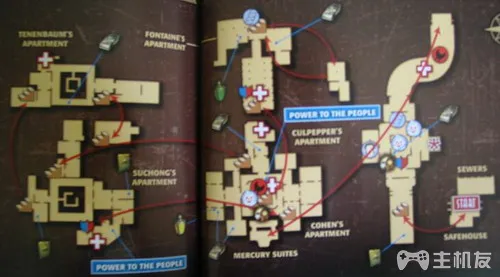 TENENBAUM'S
APARTMENT
FONTAINE'S
APARTMENT
POWER TO THE PEOPLE
CULPEPPER'S
APARTMENT
SUCHONG'S
APARTMENT
SEWERS
START
SAFEHOUSE
COHEN'S
APARTMENT
MERCURY SUITES
POWER TO THE PEOPLE
主机友